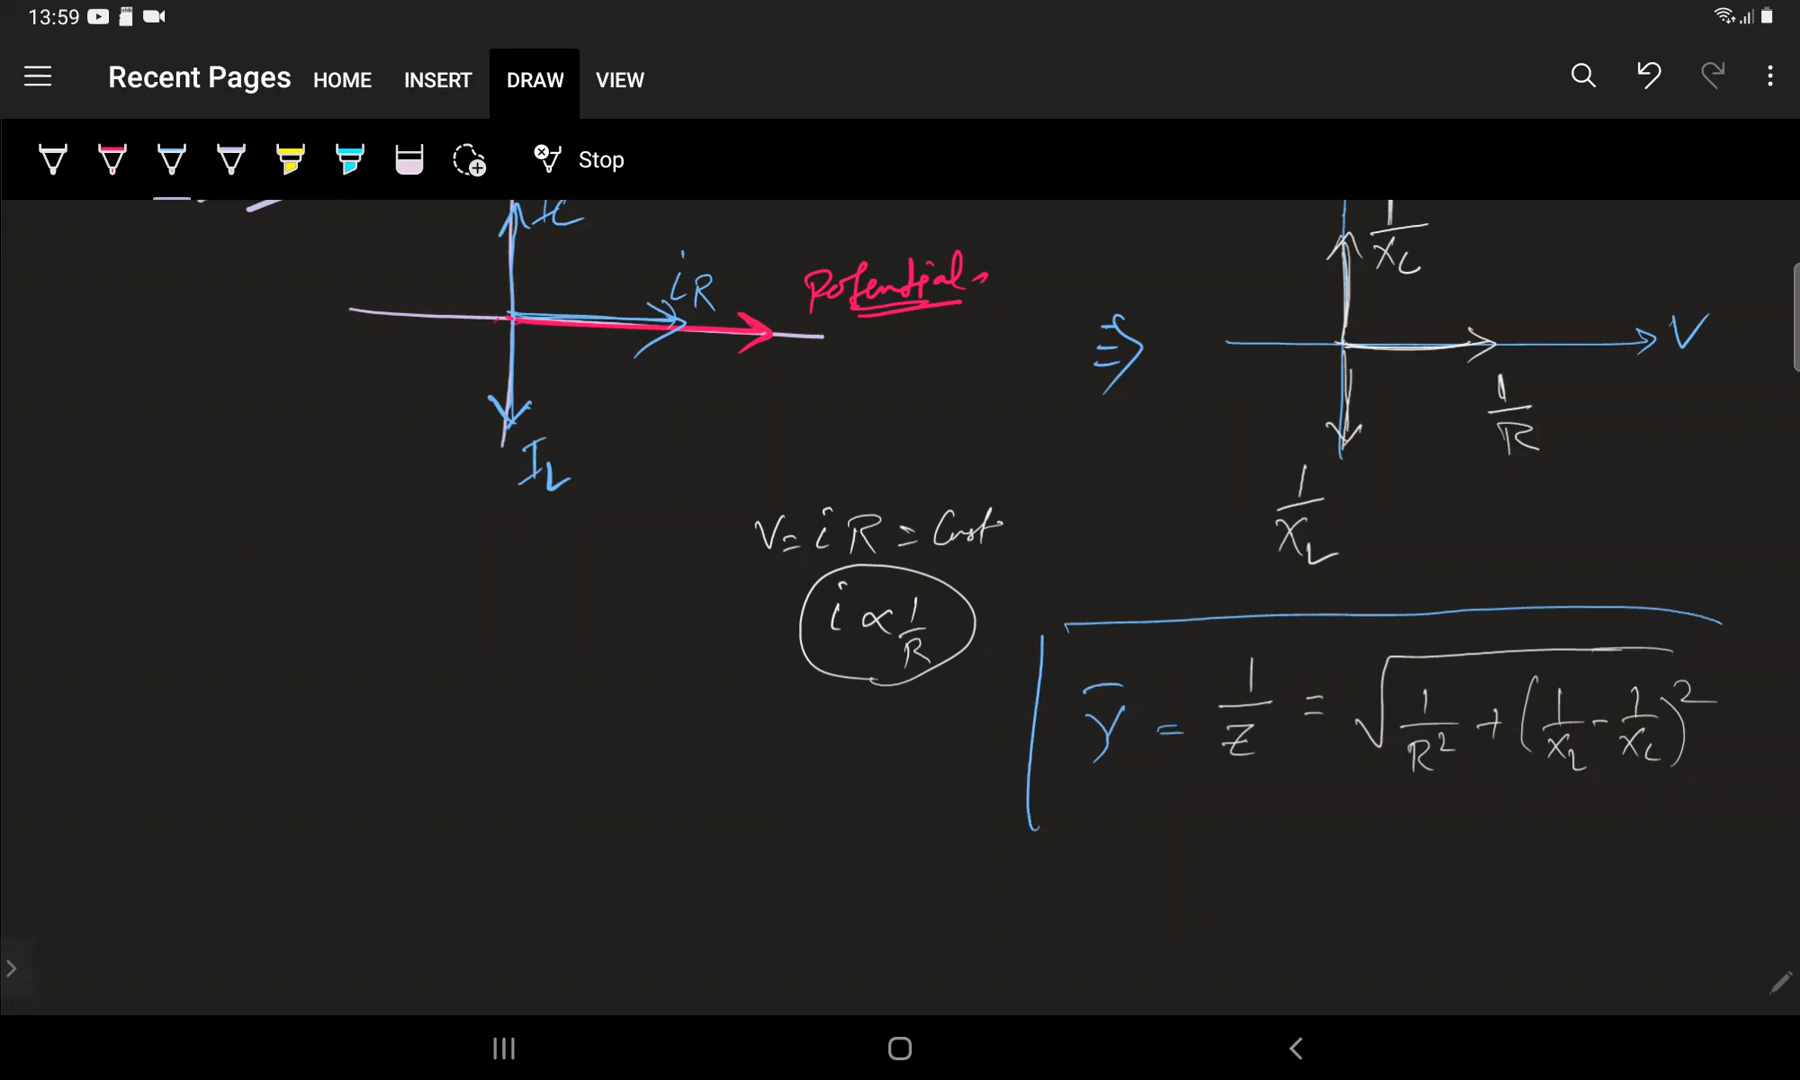 13:59
Recent Pages HOME INSERT DRAW VIEW
Stop
IC
iR
Potential
IL
1/XC
V
1/R
1/XL
V = iR = Const
i ∝ 1/R
Y = 1/Z = √(1/R² + (1/XL - 1/XC)²)